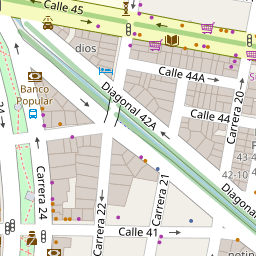 Calle 45
dios
Calle 44A
Banco
Popular
Diagonal 42A
Calle 44
Carrera 20
43
42-10
Carrera 24
Carrera 21
Diagonal
Carrera 22
Calle 41